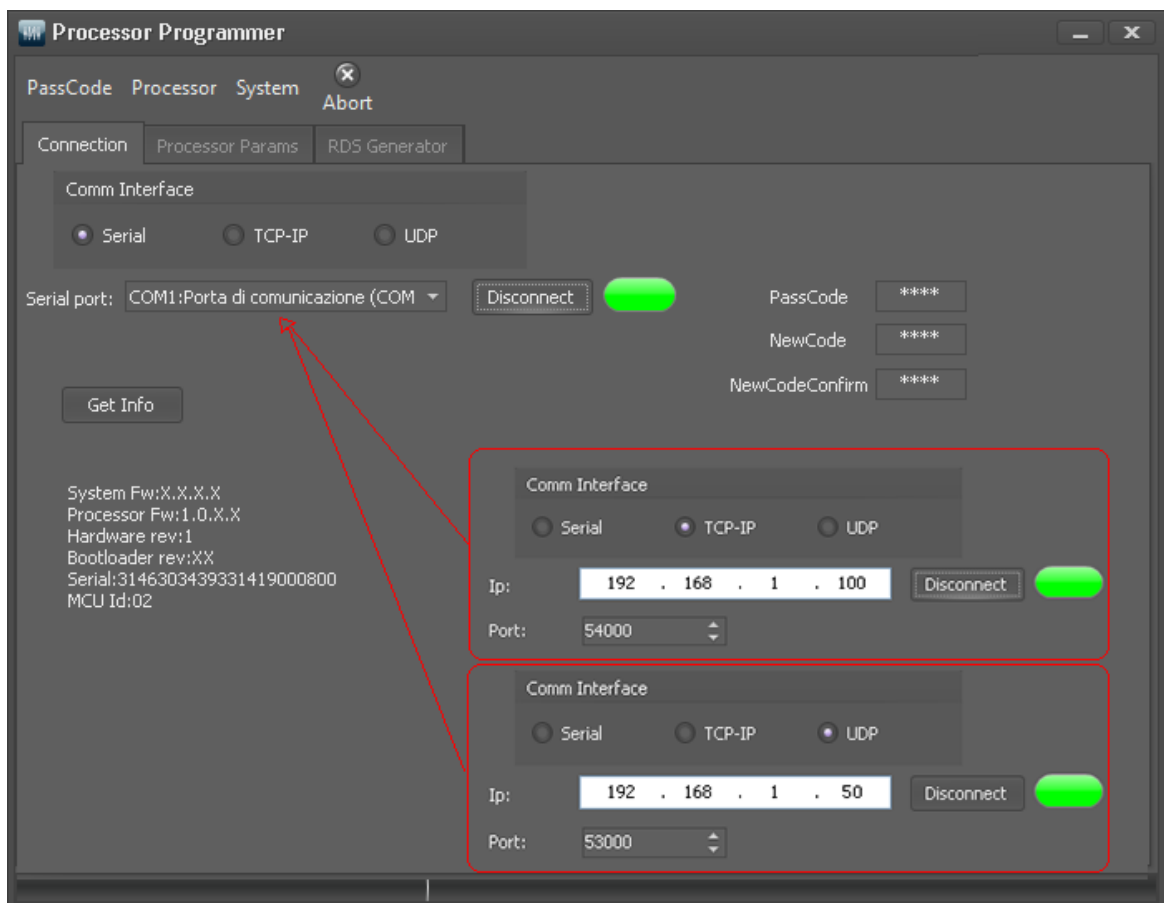 Processor Programmer
PassCode Processor System Abort
Connection Processor Params RDS Generator
Comm Interface
Serial TCP-IP UDP
Serial port: COM1:Porta di comunicazione (COM Disconnect
PassCode ****
NewCode ****
NewCodeConfirm ****
Get Info
System Fw:X.X.X.X
Processor Fw:1.0.X.X
Hardware rev:1
Bootloader rev:XX
Serial:3146303439331419000800
MCU Id:02
Comm Interface
Serial TCP-IP UDP
Ip: 192 . 168 . 1 . 100 Disconnect
Port: 54000
Comm Interface
Serial TCP-IP UDP
Ip: 192 . 168 . 1 . 50 Disconnect
Port: 53000